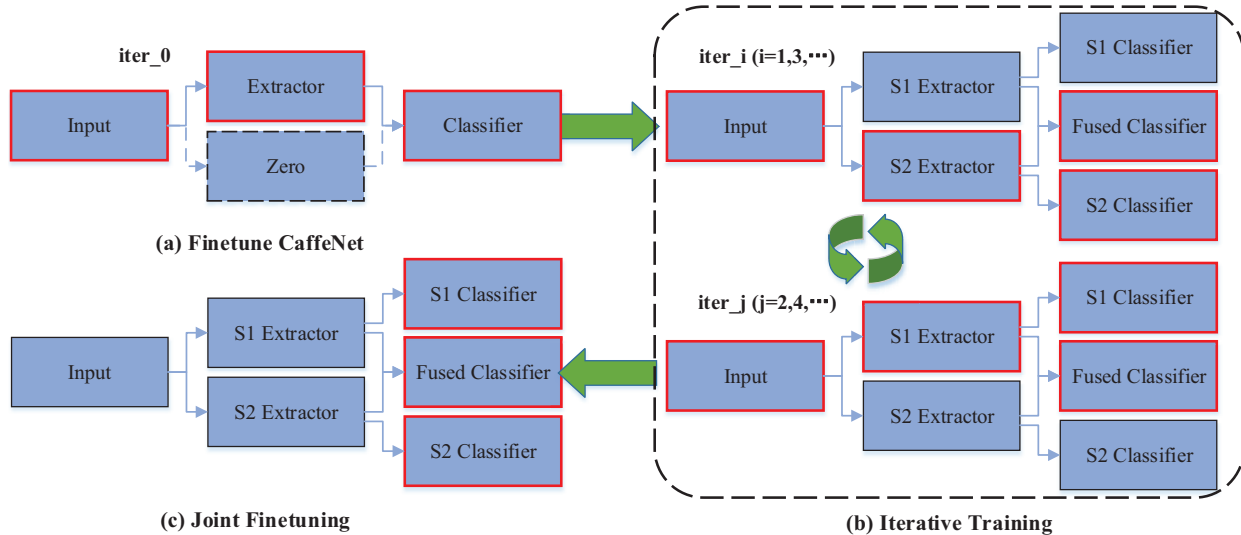 iter_0
Input
Extractor
Zero
Classifier
(a) Finetune CaffeNet
iter_i (i=1,3,···)
Input
S1 Extractor
S2 Extractor
S1 Classifier
Fused Classifier
S2 Classifier
iter_j (j=2,4,···)
Input
S1 Extractor
S2 Extractor
S1 Classifier
Fused Classifier
S2 Classifier
(b) Iterative Training
Input
S1 Extractor
S2 Extractor
S1 Classifier
Fused Classifier
S2 Classifier
(c) Joint Finetuning